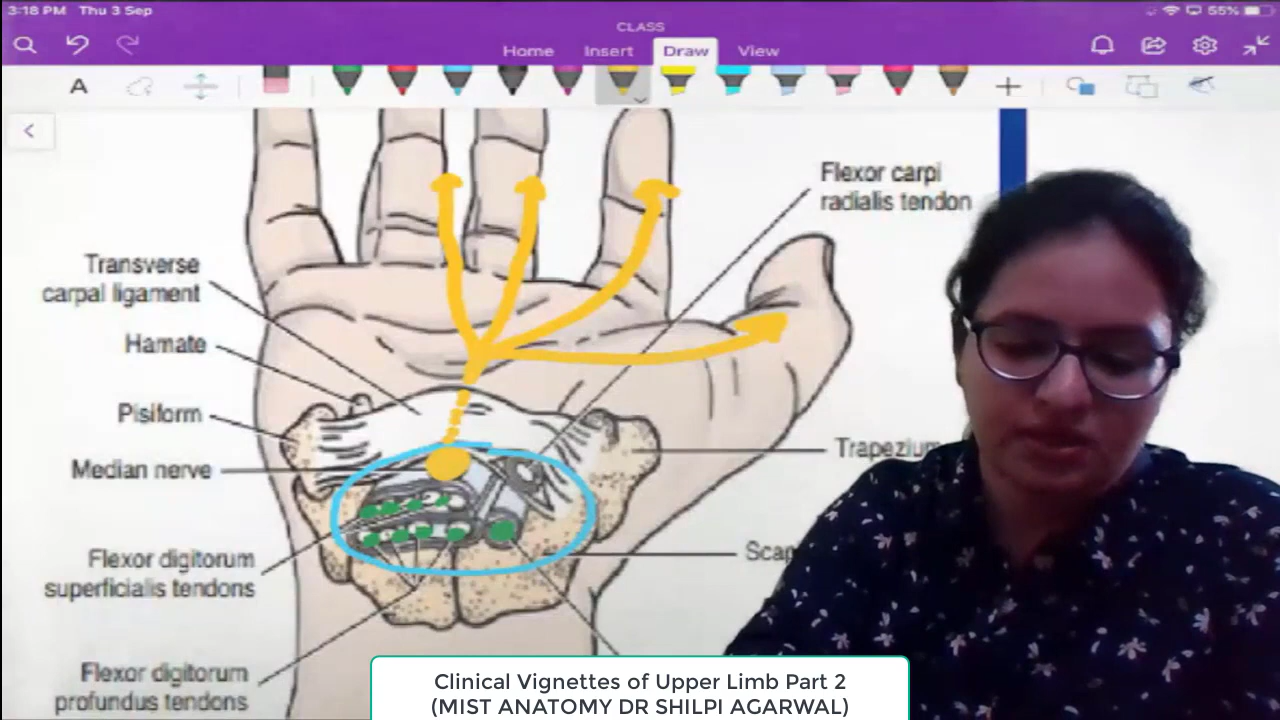 3:18 PM Thu 3 Sep
55%
CLASS
Home Insert Draw View
A
Flexor carpi
radialis tendon
Transverse
carpal ligament
Hamate
Pisiform
Median nerve
Trapezium
Flexor digitorum
superficialis tendons
Flexor digitorum
profundus tendons
Clinical Vignettes of Upper Limb Part 2
(MIST ANATOMY DR SHILPI AGARWAL)